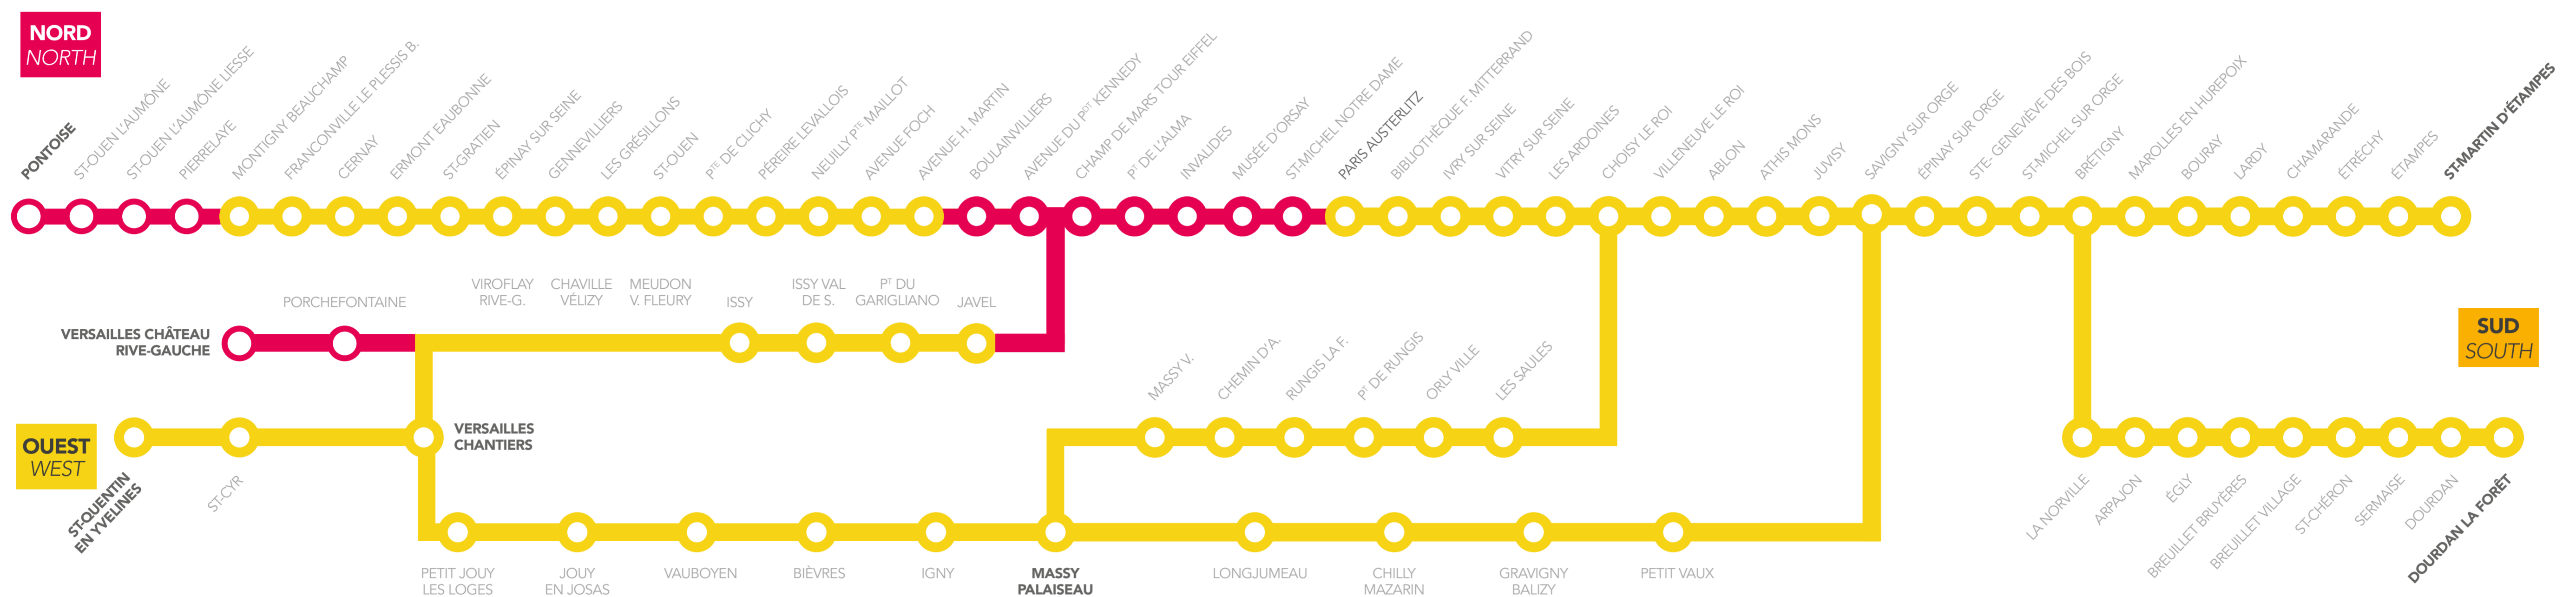 NORD
NORTH
PONTOISE
ST-OUEN L'AUMÔNE
ST-OUEN L'AUMÔNE LIESSE
PIERRELAYE
MONTIGNY BEAUCHAMP
FRANCONVILLE LE PLESSIS B.
CERNAY
ERMONT EAUBONNE
ST-GRATIEN
ÉPINAY SUR SEINE
GENNEVILLIERS
LES GRÉSILLONS
ST-OUEN
PTE DE CLICHY
PÉREIRE LEVALLOIS
NEUILLY PTE MAILLOT
AVENUE FOCH
AVENUE H. MARTIN
BOULAINVILLIERS
AVENUE DU PDT KENNEDY
CHAMP DE MARS TOUR EIFFEL
PT DE L'ALMA
INVALIDES
MUSÉE D'ORSAY
ST-MICHEL NOTRE DAME
PARIS AUSTERLITZ
BIBLIOTHÈQUE F. MITTERRAND
IVRY SUR SEINE
VITRY SUR SEINE
LES ARDOINES
CHOISY LE ROI
VILLENEUVE LE ROI
ABLON
ATHIS MONS
JUVISY
SAVIGNY SUR ORGE
ÉPINAY SUR ORGE
STE- GENEVIÈVE DES BOIS
ST-MICHEL SUR ORGE
BRÉTIGNY
MAROLLES EN HUREPOIX
BOURAY
LARDY
CHAMARANDE
ÉTRÉCHY
ÉTAMPES
ST-MARTIN D'ÉTAMPES
VERSAILLES CHÂTEAU
RIVE-GAUCHE
PORCHEFONTAINE
VIROFLAY
RIVE-G.
CHAVILLE
VÉLIZY
MEUDON
V. FLEURY
ISSY
ISSY VAL
DE S.
PT DU
GARIGLIANO
JAVEL
SUD
SOUTH
MASSY V.
CHEMIN D'A.
RUNGIS LA F.
PT DE RUNGIS
ORLY VILLE
LES SAULES
OUEST
WEST
ST-QUENTIN
EN YVELINES
ST-CYR
VERSAILLES
CHANTIERS
PETIT JOUY
LES LOGES
JOUY
EN JOSAS
VAUBOYEN
BIÈVRES
IGNY
MASSY
PALAISEAU
LONGJUMEAU
CHILLY
MAZARIN
GRAVIGNY
BALIZY
PETIT VAUX
LA NORVILLE
ARPAJON
ÉGLY
BREUILLET BRUYÈRES
BREUILLET VILLAGE
ST-CHÉRON
SERMAISE
DOURDAN
DOURDAN LA FORÊT